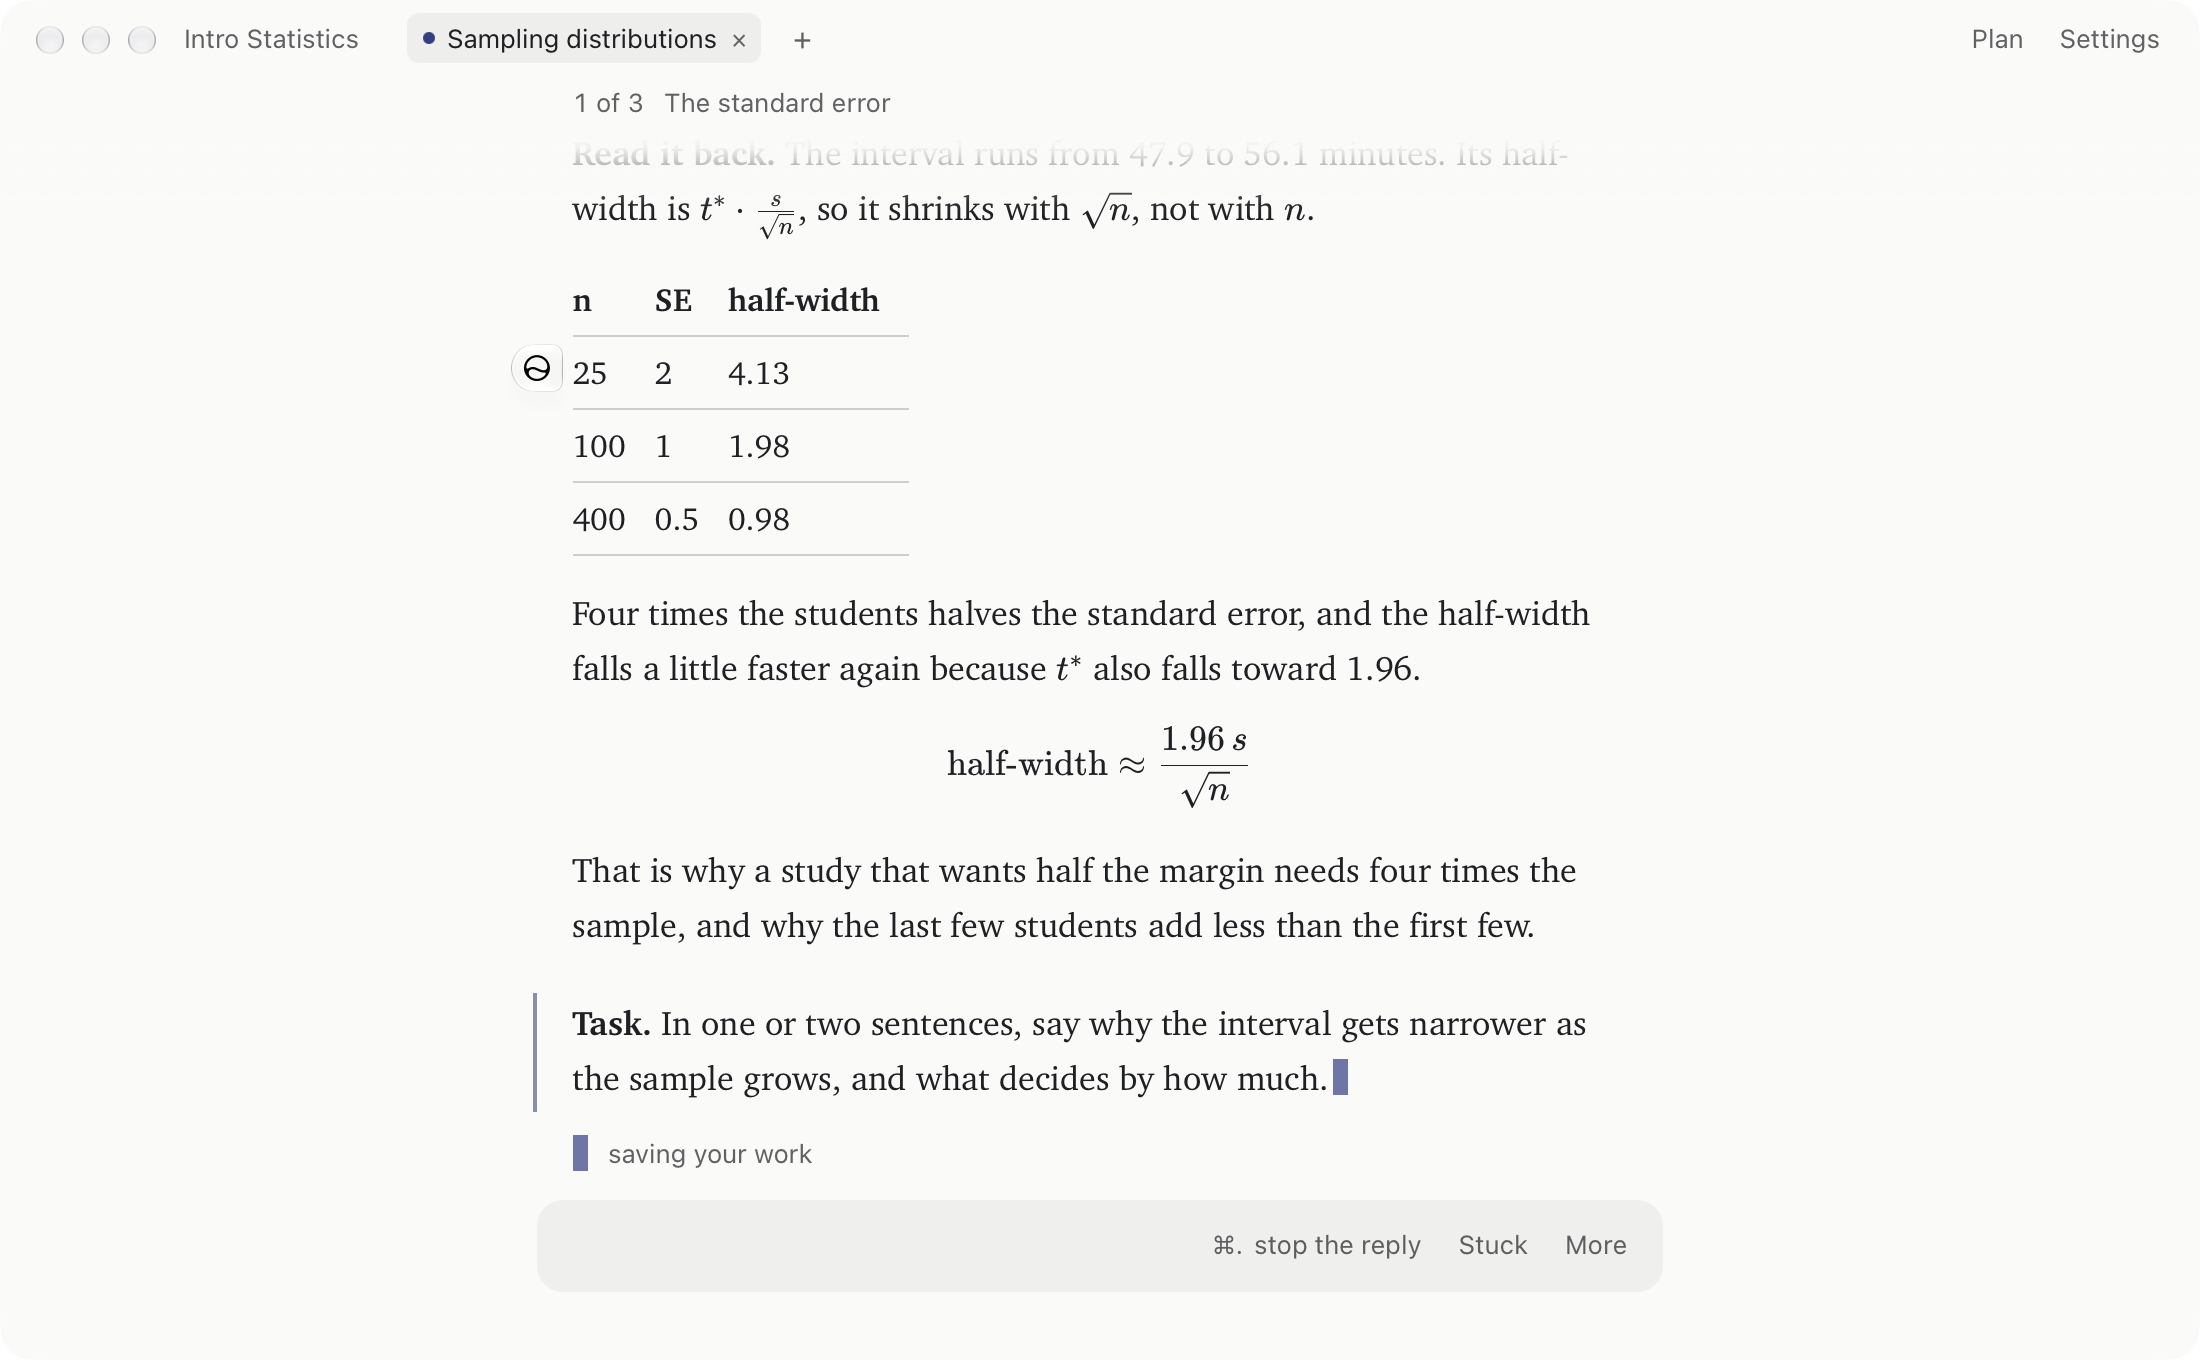 Intro Statistics
Sampling distributions ×
+
Plan Settings
1 of 3 The standard error
Read it back. The interval runs from 47.9 to 56.1 minutes. Its half-
width is t* · s/√n, so it shrinks with √n, not with n.
n SE half-width
25 2 4.13
100 1 1.98
400 0.5 0.98
Four times the students halves the standard error, and the half-width
falls a little faster again because t* also falls toward 1.96.
half-width ≈ 1.96 s/√n
That is why a study that wants half the margin needs four times the
sample, and why the last few students add less than the first few.
Task. In one or two sentences, say why the interval gets narrower as
the sample grows, and what decides by how much.
saving your work
⌘. stop the reply Stuck More